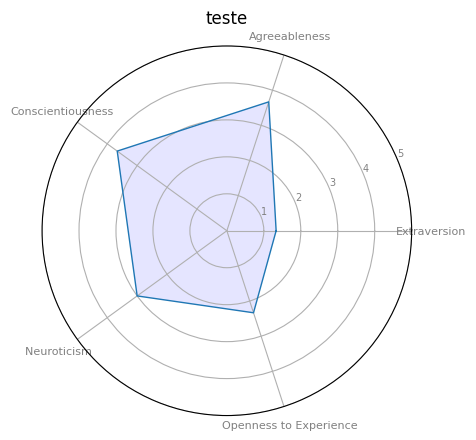 teste
Agreeableness
Conscientiousness
5
4
3
2
1
Extraversion
Neuroticism
Openness to Experience